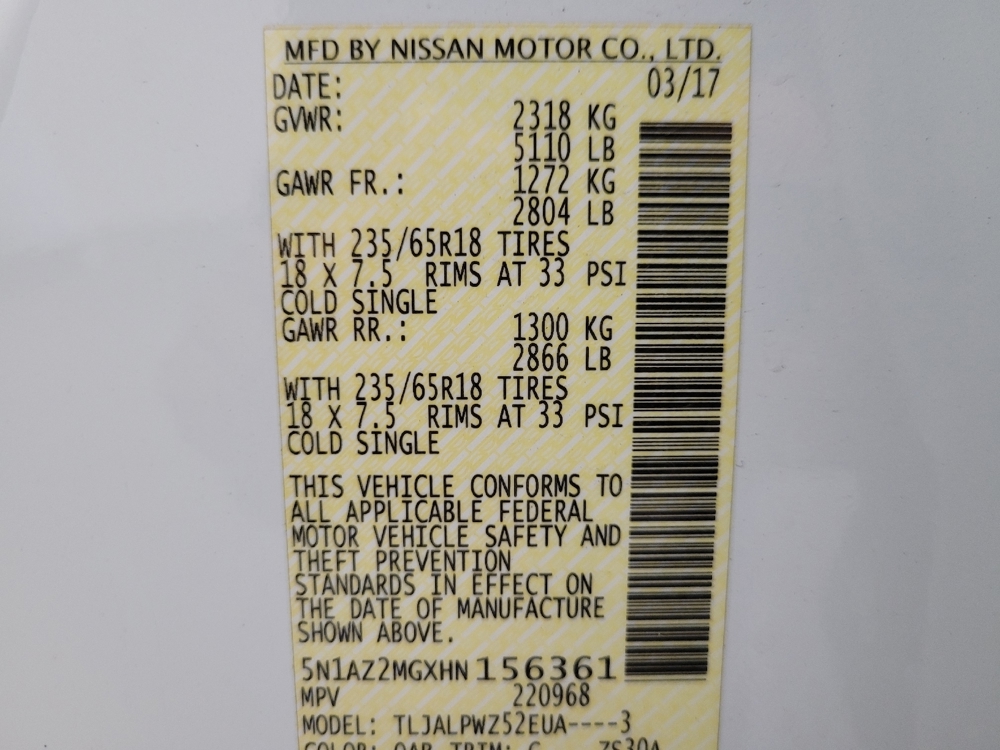 MFD BY NISSAN MOTOR CO., LTD.
DATE: 03/17
GVWR: 2318 KG
5110 LB
GAWR FR.: 1272 KG
2804 LB
WITH 235/65R18 TIRES
18 X 7.5 RIMS AT 33 PSI
COLD SINGLE
GAWR RR.: 1300 KG
2866 LB
WITH 235/65R18 TIRES
18 X 7.5 RIMS AT 33 PSI
COLD SINGLE
THIS VEHICLE CONFORMS TO
ALL APPLICABLE FEDERAL
MOTOR VEHICLE SAFETY AND
THEFT PREVENTION
STANDARDS IN EFFECT ON
THE DATE OF MANUFACTURE
SHOWN ABOVE.
5N1AZ2MGXHN 156361
MPV 220968
MODEL: TLJALPWZ52EUA----3
COLOR: QAB TRIM: G